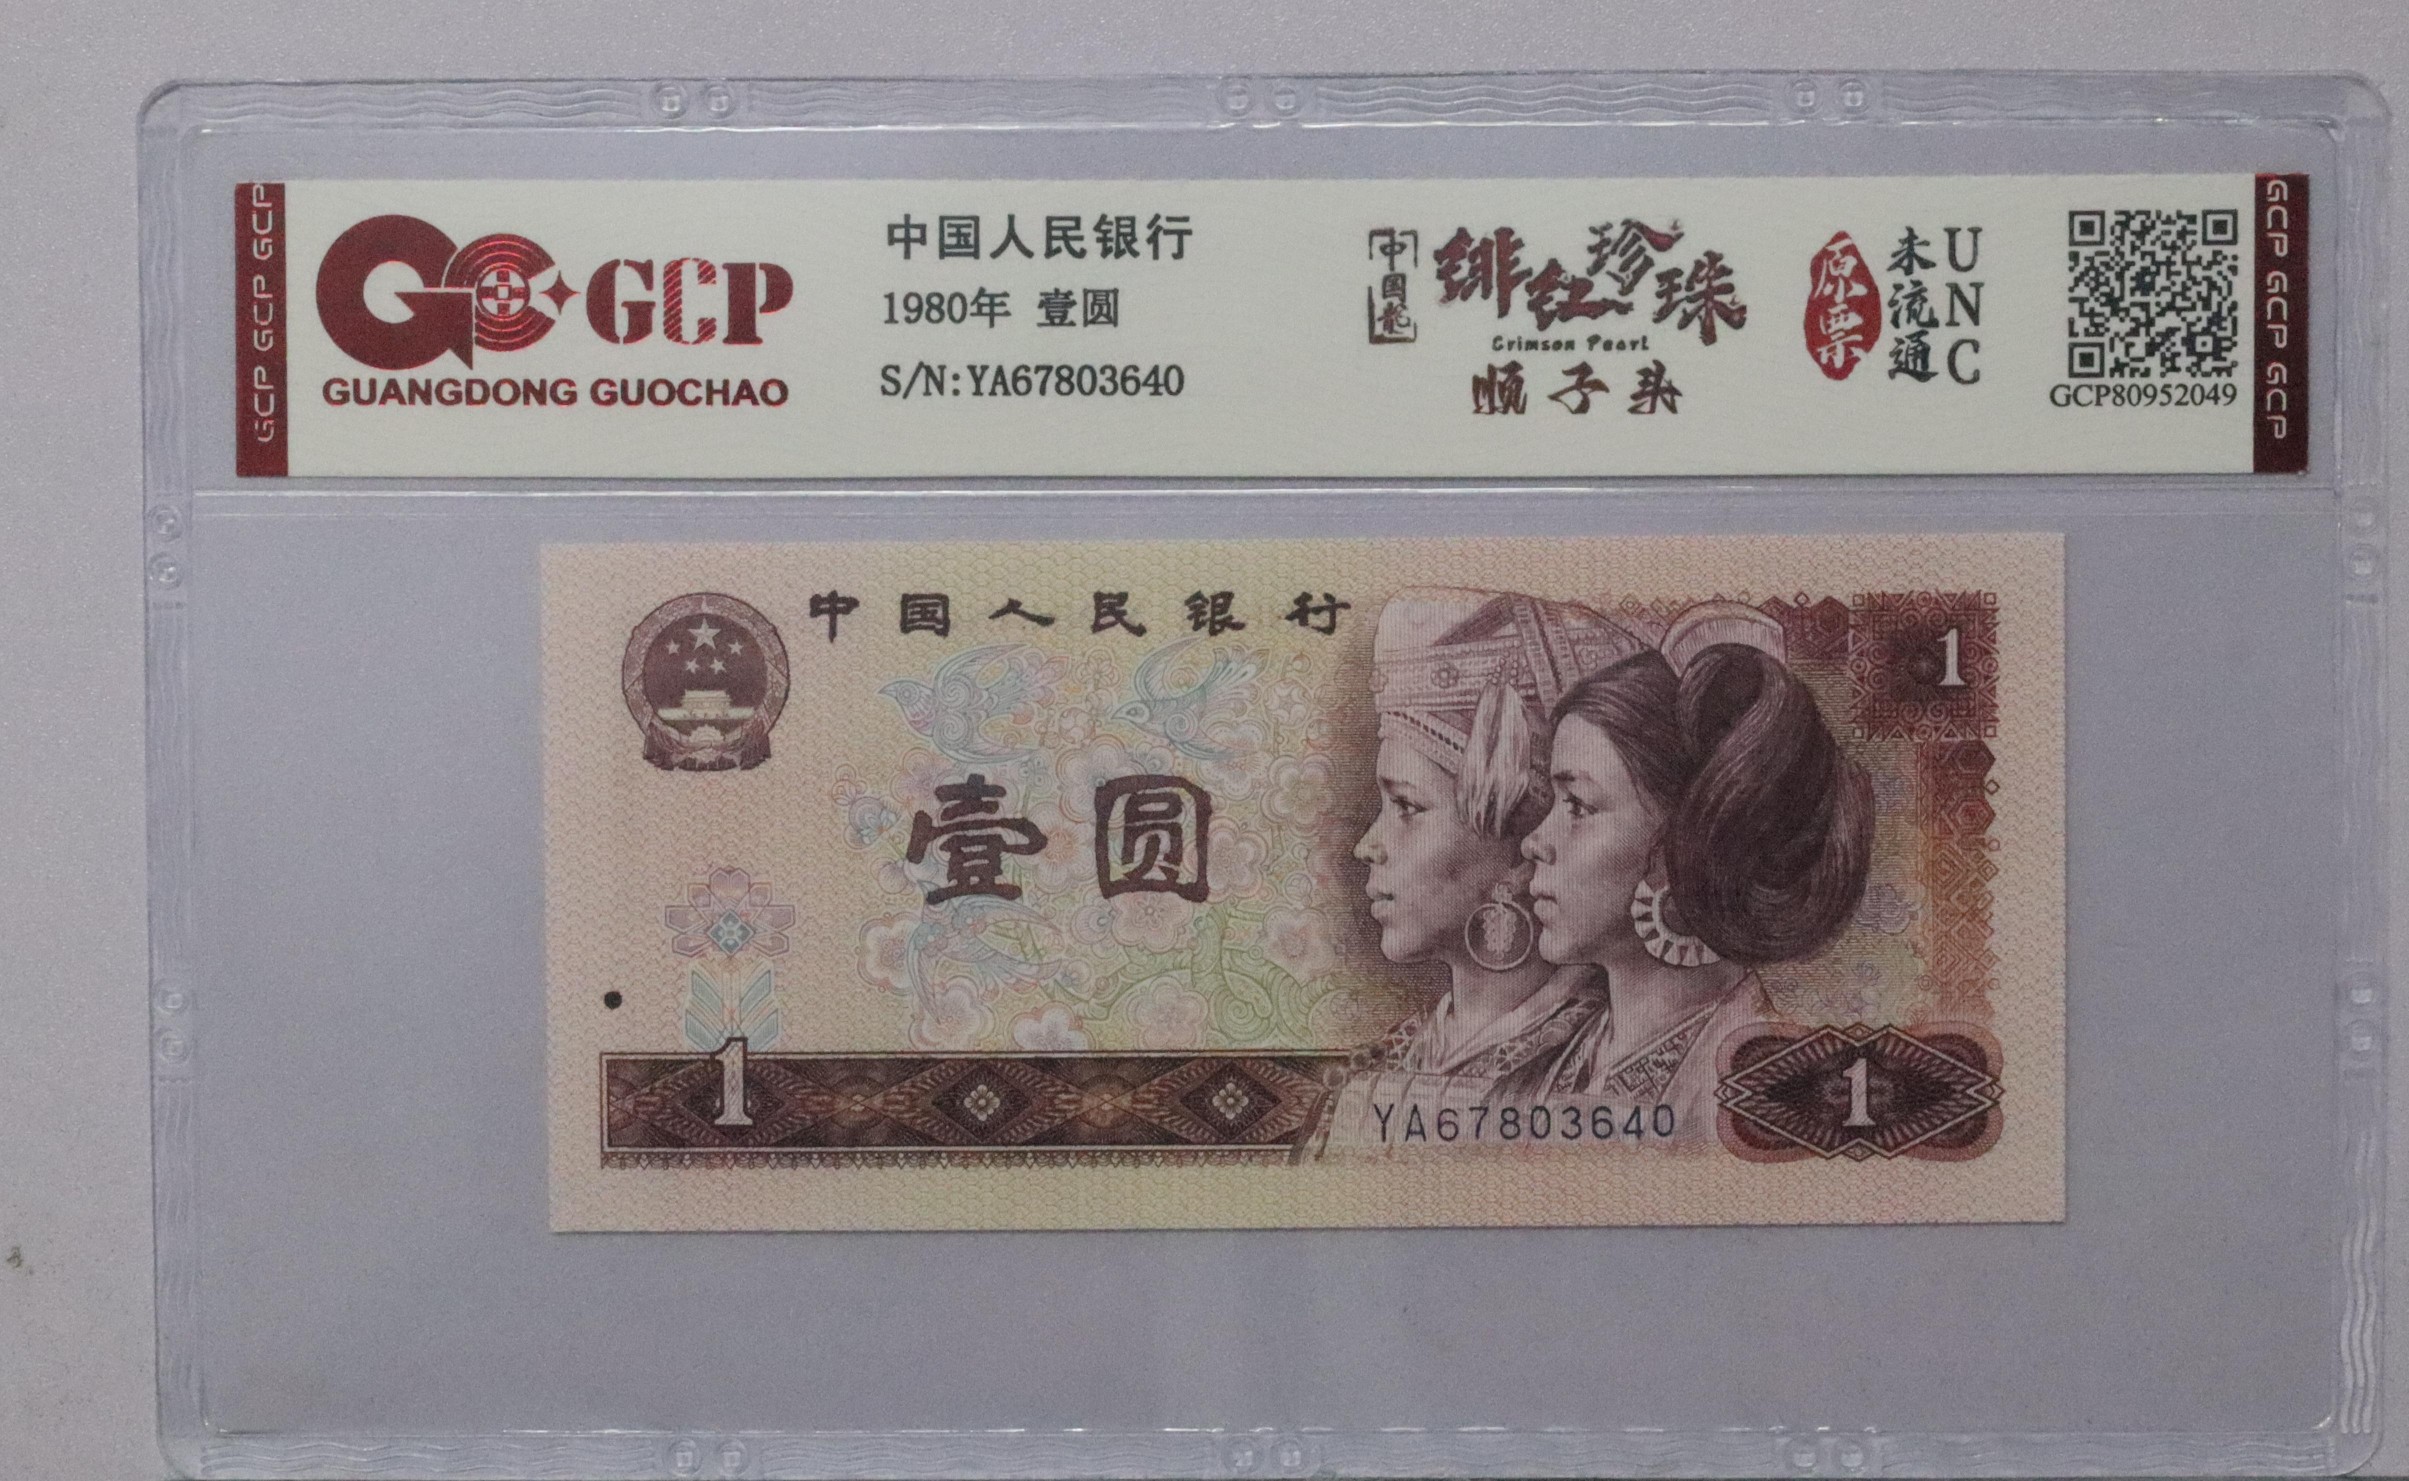 GCP GCP GCP
GCP
GUANGDONG GUOCHAO
中国人民银行
1980年 壹圆
S/N:YA67803640
中国龍
绯红珍珠
Crimson Pearl
顺子头
原票
未流通
UNC
GCP80952049
GCP GCP GCP
中国人民银行
1
壹圆
1
YA67803640
1